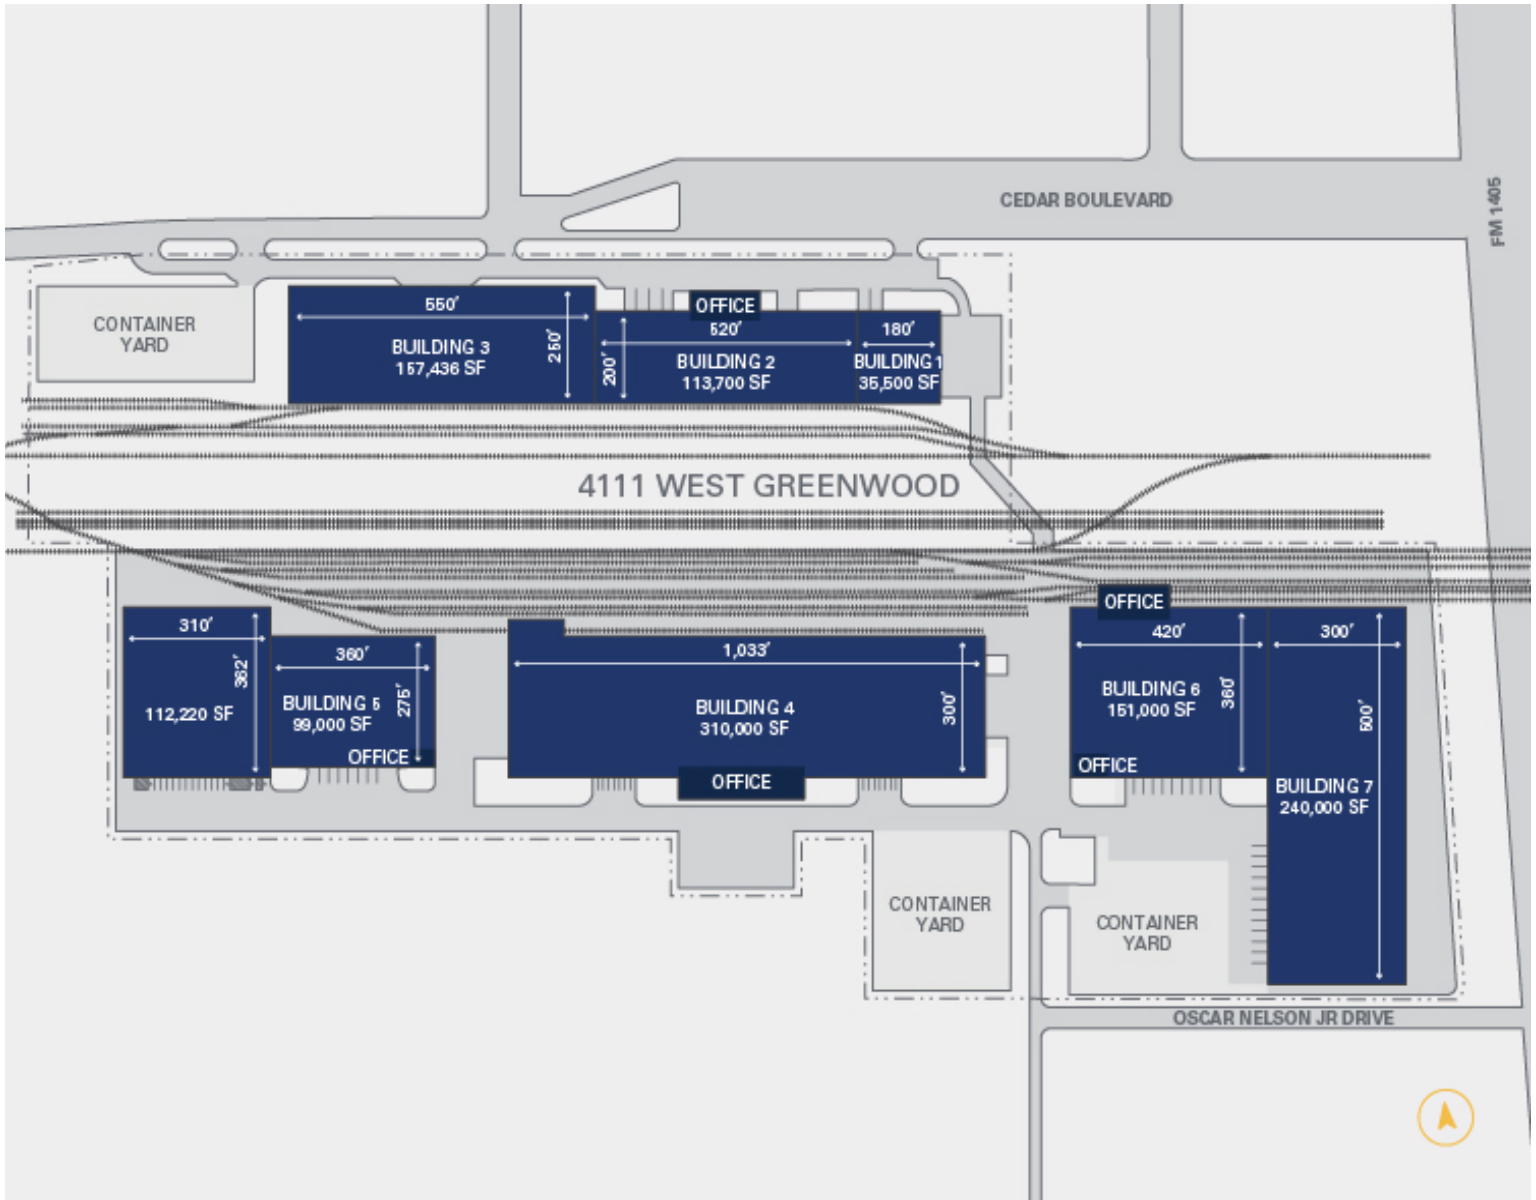 CEDAR BOULEVARD
FM 1405
CONTAINER
YARD
550'
250'
BUILDING 3
157,436 SF
OFFICE
520'
200'
BUILDING 2
113,700 SF
180'
BUILDING 1
35,500 SF
4111 WEST GREENWOOD
310'
362'
112,220 SF
360'
275'
BUILDING 5
99,000 SF
OFFICE
1,033'
300'
BUILDING 4
310,000 SF
OFFICE
OFFICE
420'
360'
BUILDING 6
151,000 SF
OFFICE
300'
800'
BUILDING 7
240,000 SF
CONTAINER
YARD
CONTAINER
YARD
OSCAR NELSON JR DRIVE